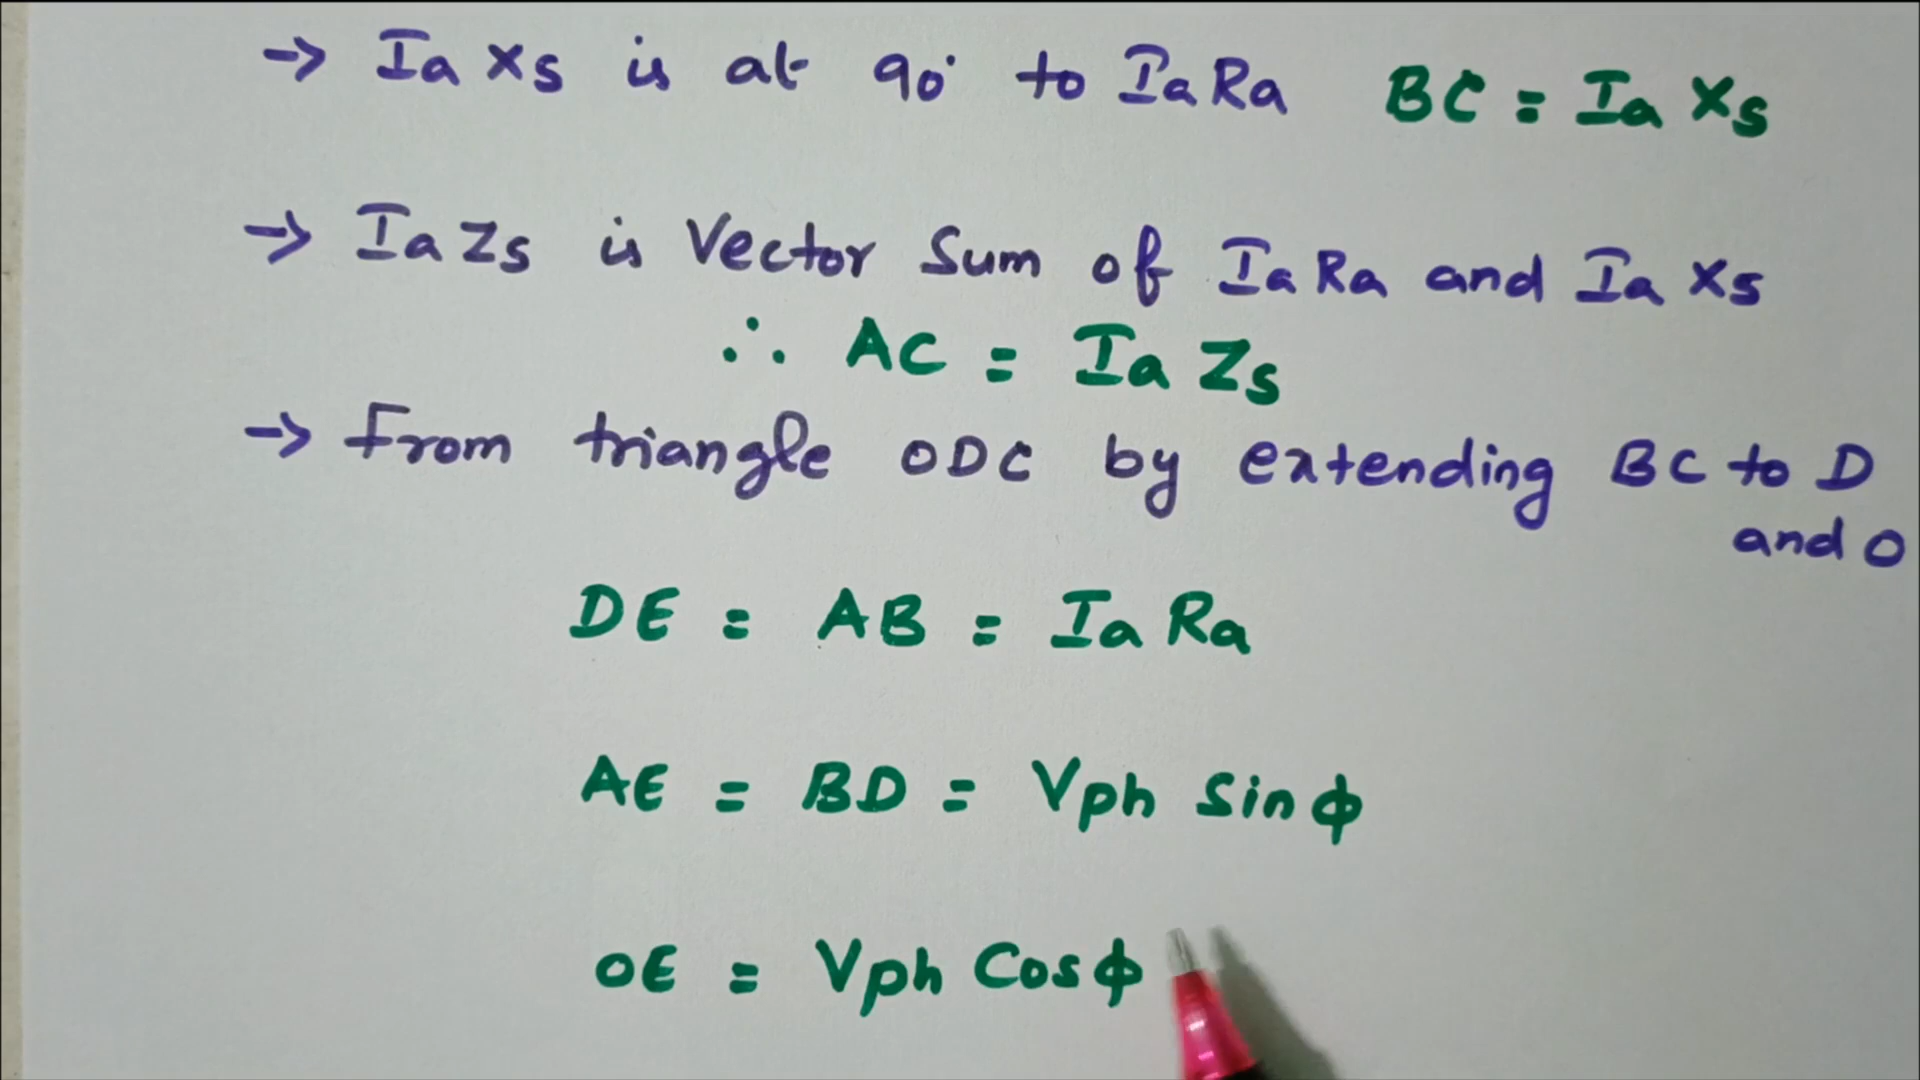 → Ia Xs is at 90° to Ia Ra BC = Ia Xs
→ Ia Zs is Vector Sum of Ia Ra and Ia Xs
∴ AC = Ia Zs
→ From triangle ODC by extending BC to D
and O
DE = AB = Ia Ra
AE = BD = Vph Sin ϕ
OE = Vph Cos ϕ